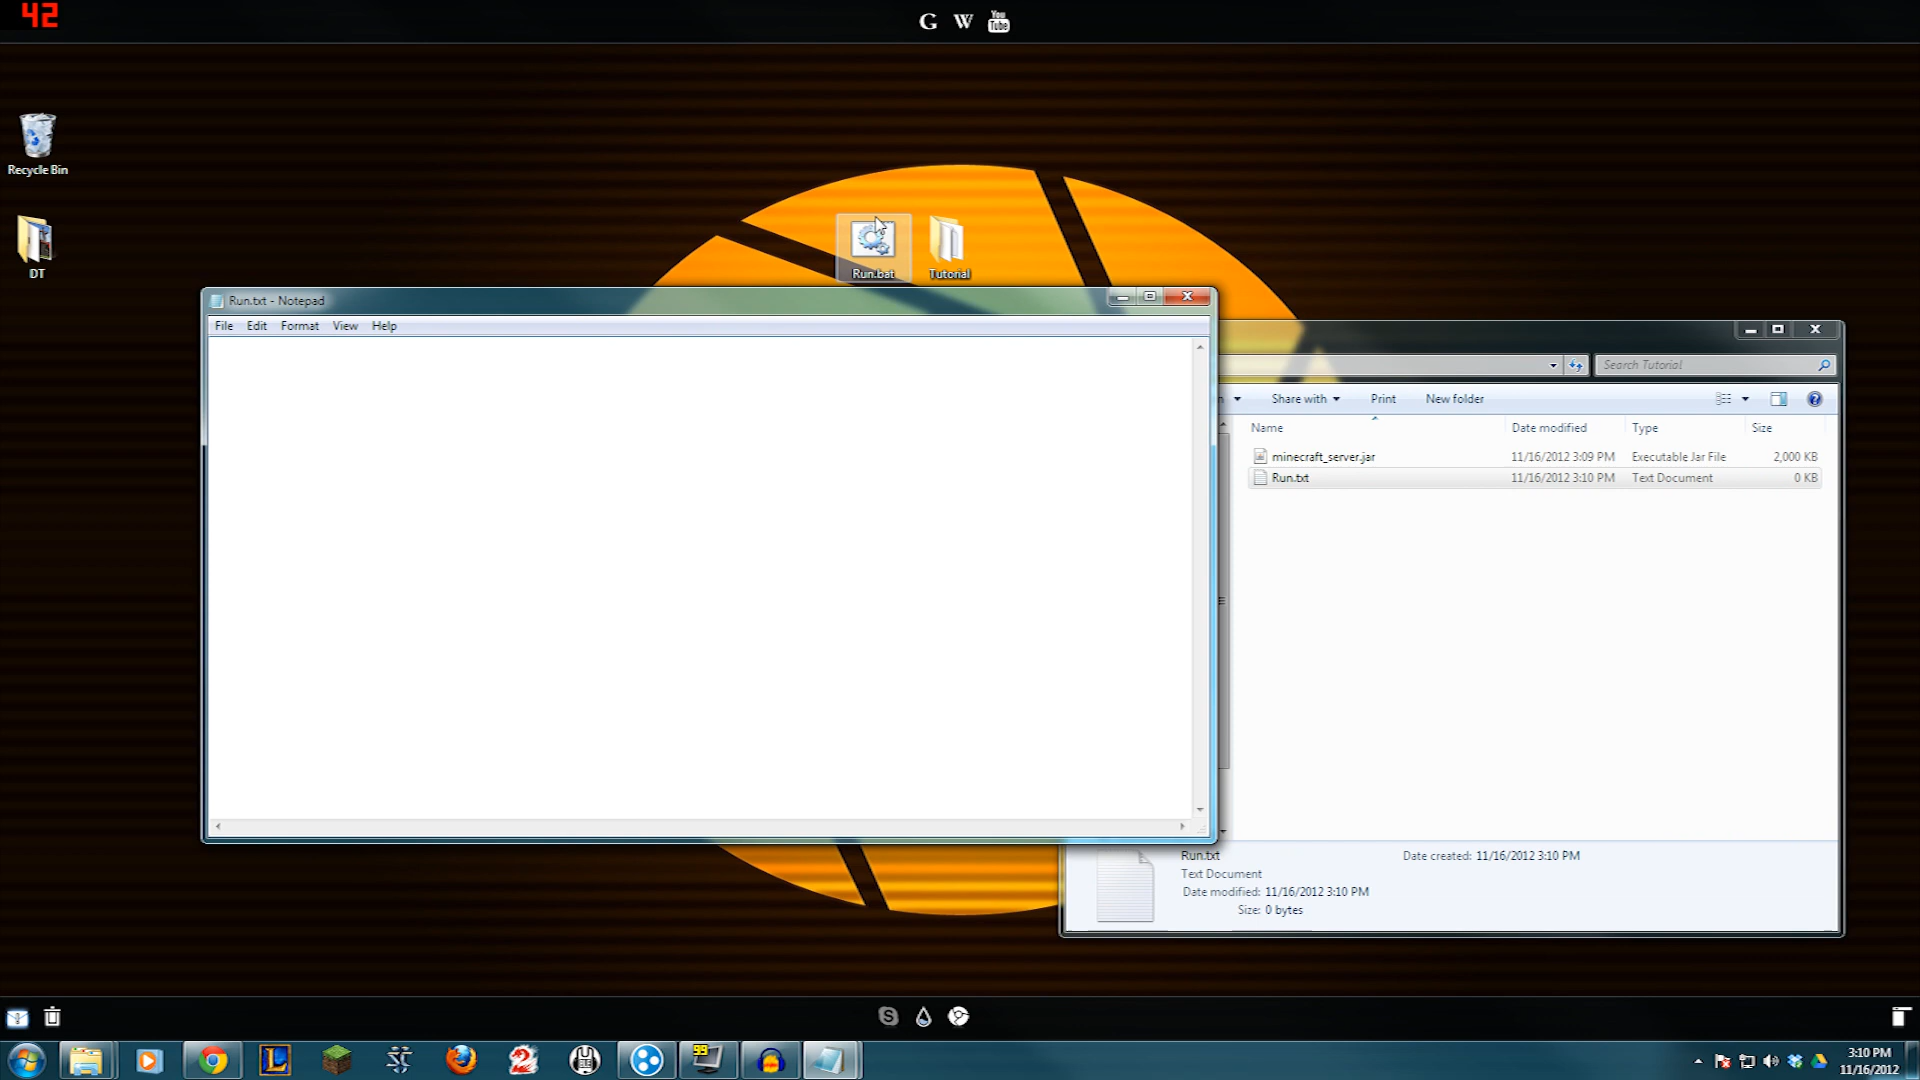 42
G W You Tube
Recycle Bin
DT
Run.bat
Tutorial
Run.txt - Notepad
File Edit Format View Help
Search Tutorial
Share with Print New folder
Name Date modified Type Size
minecraft_server.jar 11/16/2012 3:09 PM Executable Jar File 2,000 KB
Run.txt 11/16/2012 3:10 PM Text Document 0 KB
Run.txt Date created: 11/16/2012 3:10 PM
Text Document
Date modified: 11/16/2012 3:10 PM
Size: 0 bytes
99
3:10 PM
11/16/2012